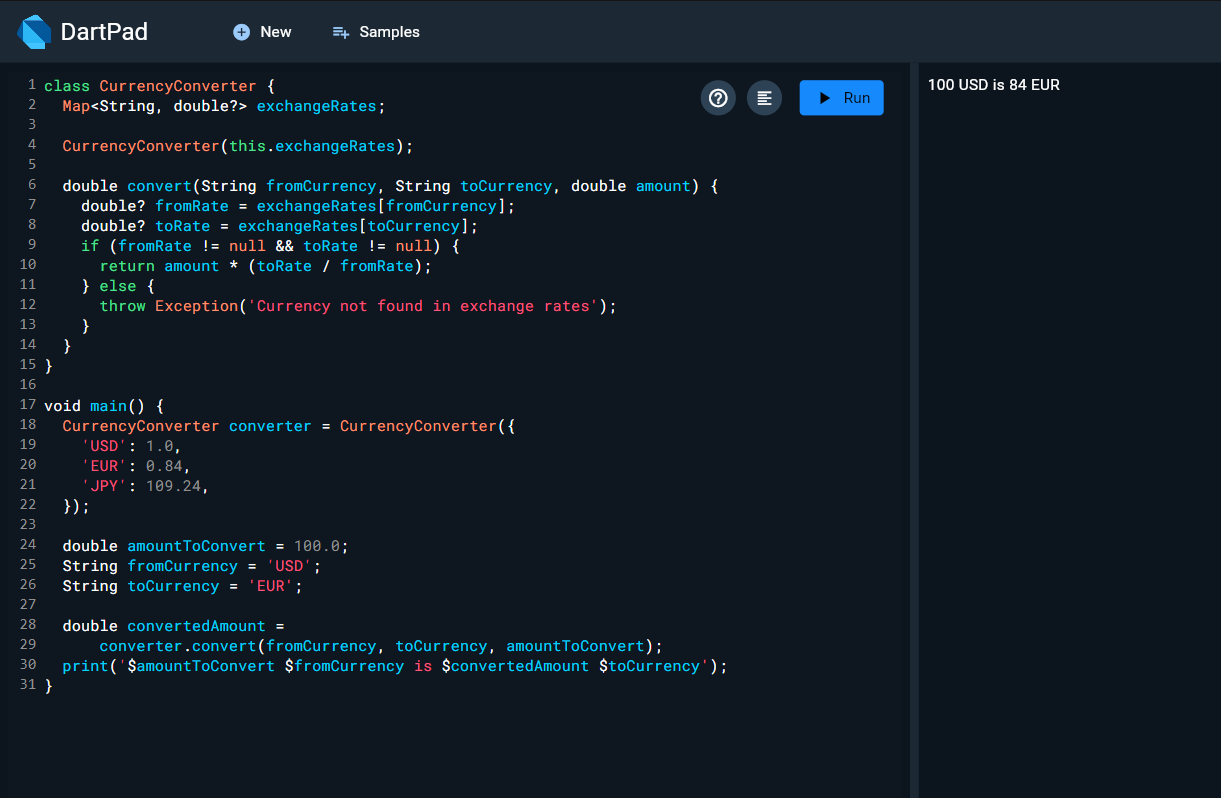 DartPad New Samples
1 class CurrencyConverter {
2   Map<String, double?> exchangeRates;
3
4   CurrencyConverter(this.exchangeRates);
5
6   double convert(String fromCurrency, String toCurrency, double amount) {
7     double? fromRate = exchangeRates[fromCurrency];
8     double? toRate = exchangeRates[toCurrency];
9     if (fromRate != null && toRate != null) {
10       return amount * (toRate / fromRate);
11     } else {
12       throw Exception('Currency not found in exchange rates');
13     }
14   }
15 }
16
17 void main() {
18   CurrencyConverter converter = CurrencyConverter({
19     'USD': 1.0,
20     'EUR': 0.84,
21     'JPY': 109.24,
22   });
23
24   double amountToConvert = 100.0;
25   String fromCurrency = 'USD';
26   String toCurrency = 'EUR';
27
28   double convertedAmount =
29       converter.convert(fromCurrency, toCurrency, amountToConvert);
30   print('$amountToConvert $fromCurrency is $convertedAmount $toCurrency');
31 }
Run
100 USD is 84 EUR